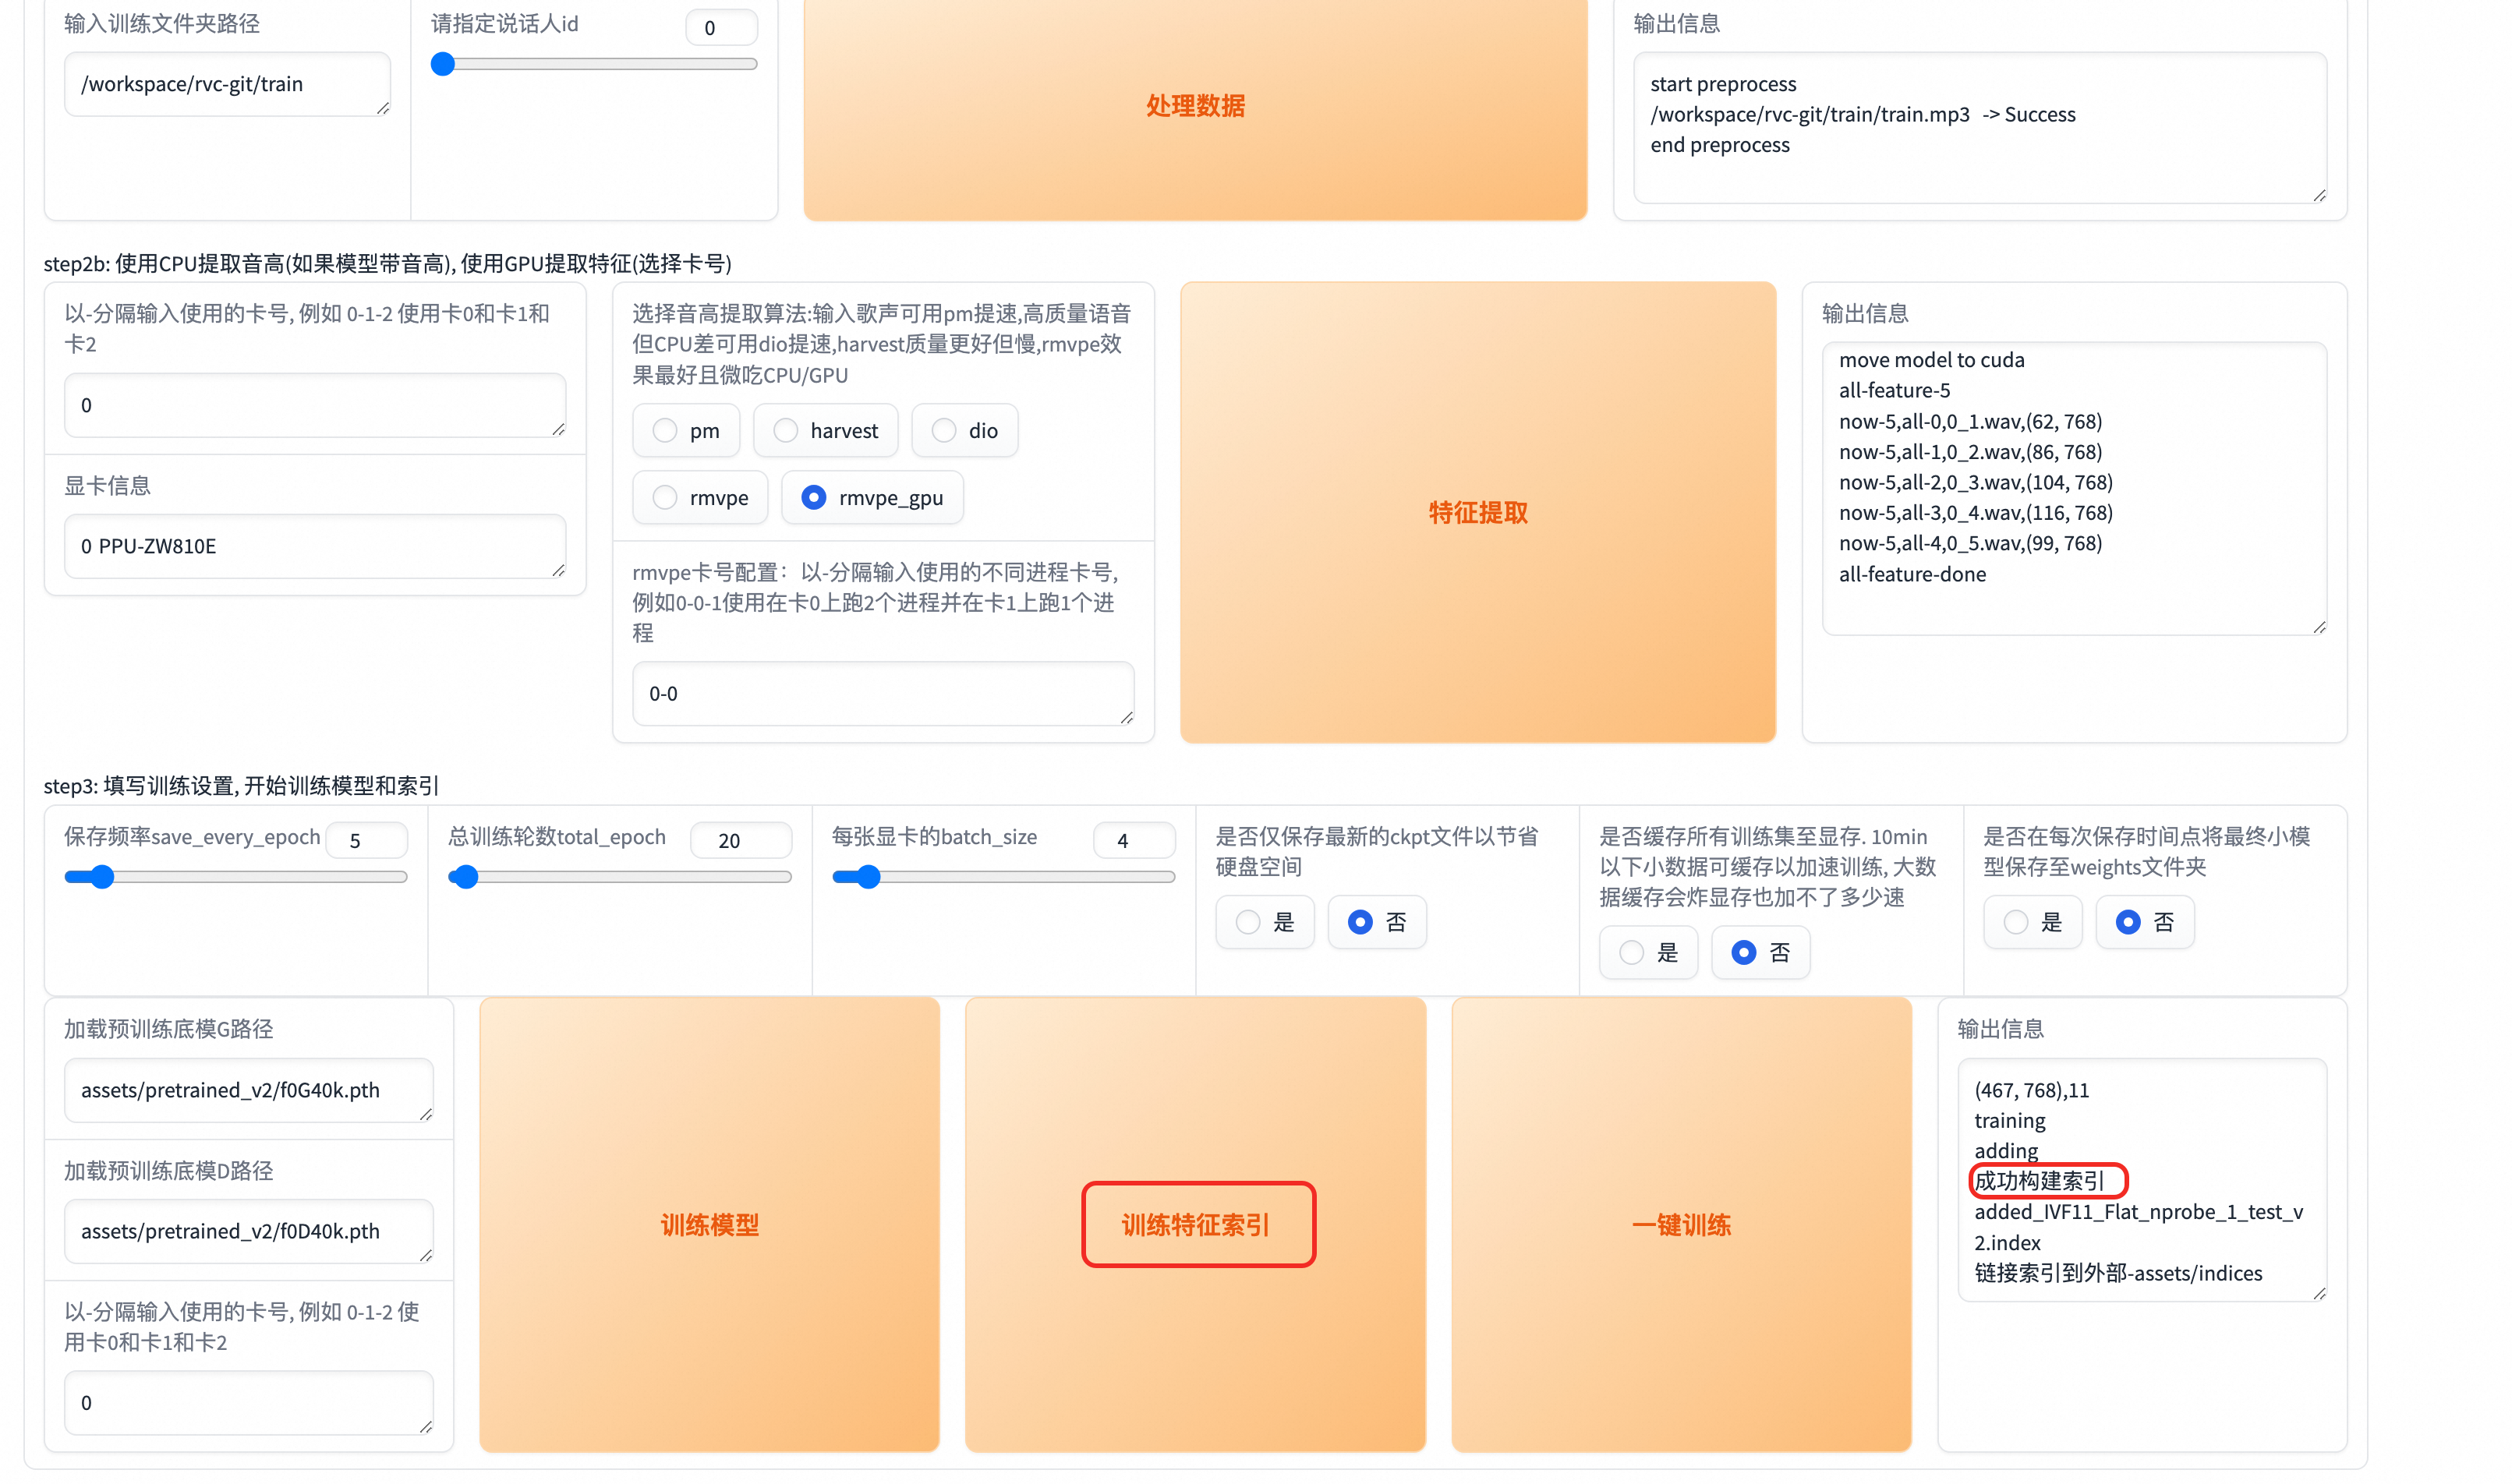 输入训练文件夹路径
/workspace/rvc-git/train
请指定说话人id
0
处理数据
输出信息
start preprocess
/workspace/rvc-git/train/train.mp3 -> Success
end preprocess
step2b: 使用CPU提取音高(如果模型带音高), 使用GPU提取特征(选择卡号)
以-分隔输入使用的卡号, 例如 0-1-2 使用卡0和卡1和
卡2
0
显卡信息
0 PPU-ZW810E
选择音高提取算法:输入歌声可用pm提速,高质量语音
但CPU差可用dio提速,harvest质量更好但慢,rmvpe效
果最好且微吃CPU/GPU
pm
harvest
dio
rmvpe
rmvpe_gpu
rmvpe卡号配置：以-分隔输入使用的不同进程卡号,
例如0-0-1使用在卡0上跑2个进程并在卡1上跑1个进
程
0-0
特征提取
输出信息
move model to cuda
all-feature-5
now-5,all-0,0_1.wav,(62, 768)
now-5,all-1,0_2.wav,(86, 768)
now-5,all-2,0_3.wav,(104, 768)
now-5,all-3,0_4.wav,(116, 768)
now-5,all-4,0_5.wav,(99, 768)
all-feature-done
step3: 填写训练设置, 开始训练模型和索引
保存频率save_every_epoch
5
总训练轮数total_epoch
20
每张显卡的batch_size
4
是否仅保存最新的ckpt文件以节省
硬盘空间
是
否
是否缓存所有训练集至显存. 10min
以下小数据可缓存以加速训练, 大数
据缓存会炸显存也加不了多少速
是
否
是否在每次保存时间点将最终小模
型保存至weights文件夹
是
否
加载预训练底模G路径
assets/pretrained_v2/f0G40k.pth
加载预训练底模D路径
assets/pretrained_v2/f0D40k.pth
以-分隔输入使用的卡号, 例如 0-1-2 使
用卡0和卡1和卡2
0
训练模型
训练特征索引
一键训练
输出信息
(467, 768),11
training
adding
成功构建索引
added_IVF11_Flat_nprobe_1_test_v
2.index
链接索引到外部-assets/indices